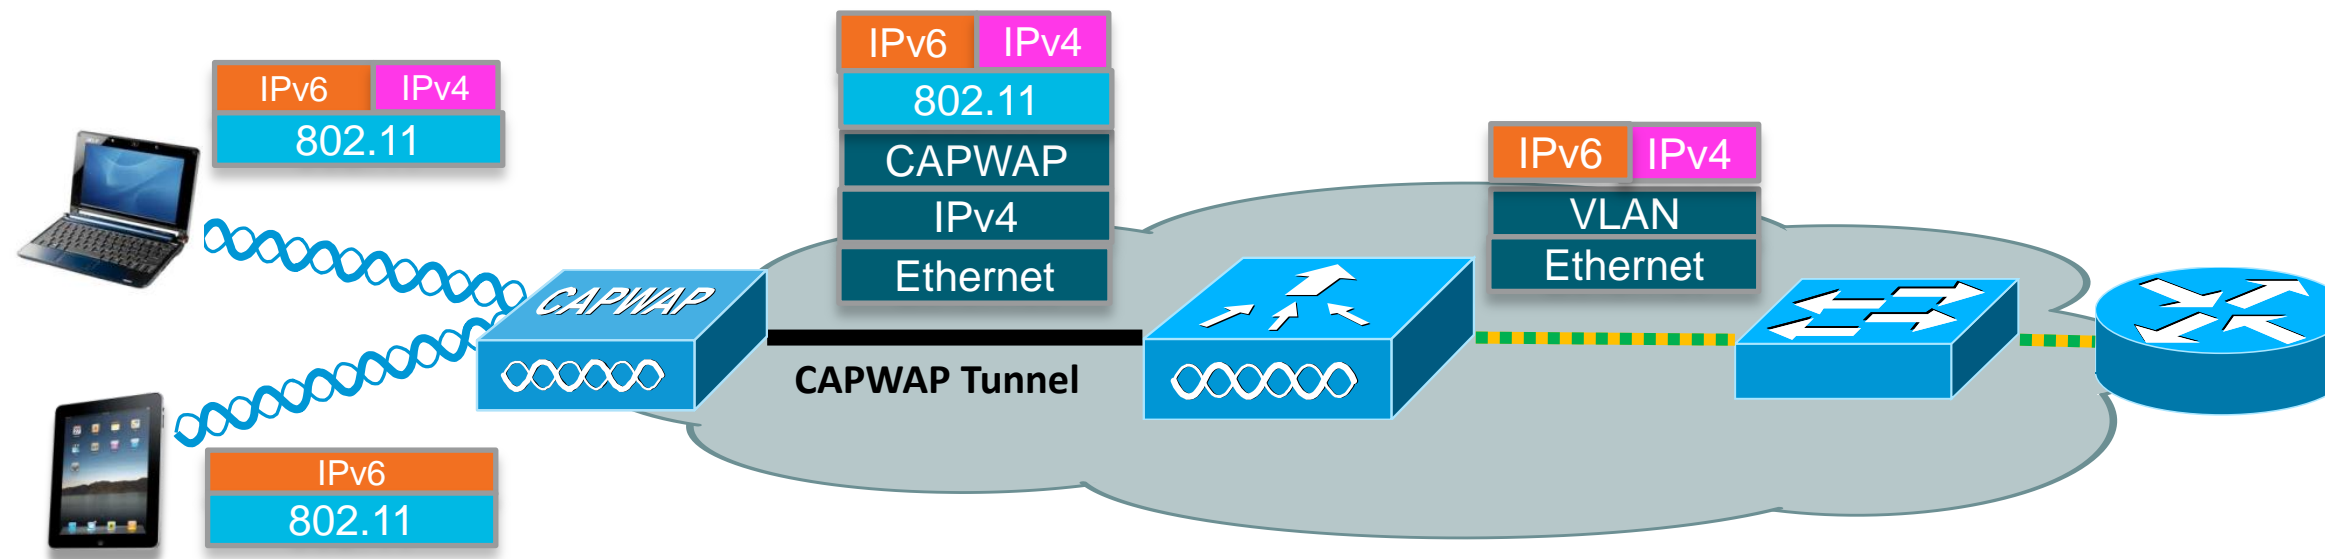 IPv6 IPv4
802.11
IPv6 IPv4
802.11
CAPWAP
IPv4
Ethernet
IPv6 IPv4
VLAN
Ethernet
CAPWAP
CAPWAP Tunnel
IPv6
802.11